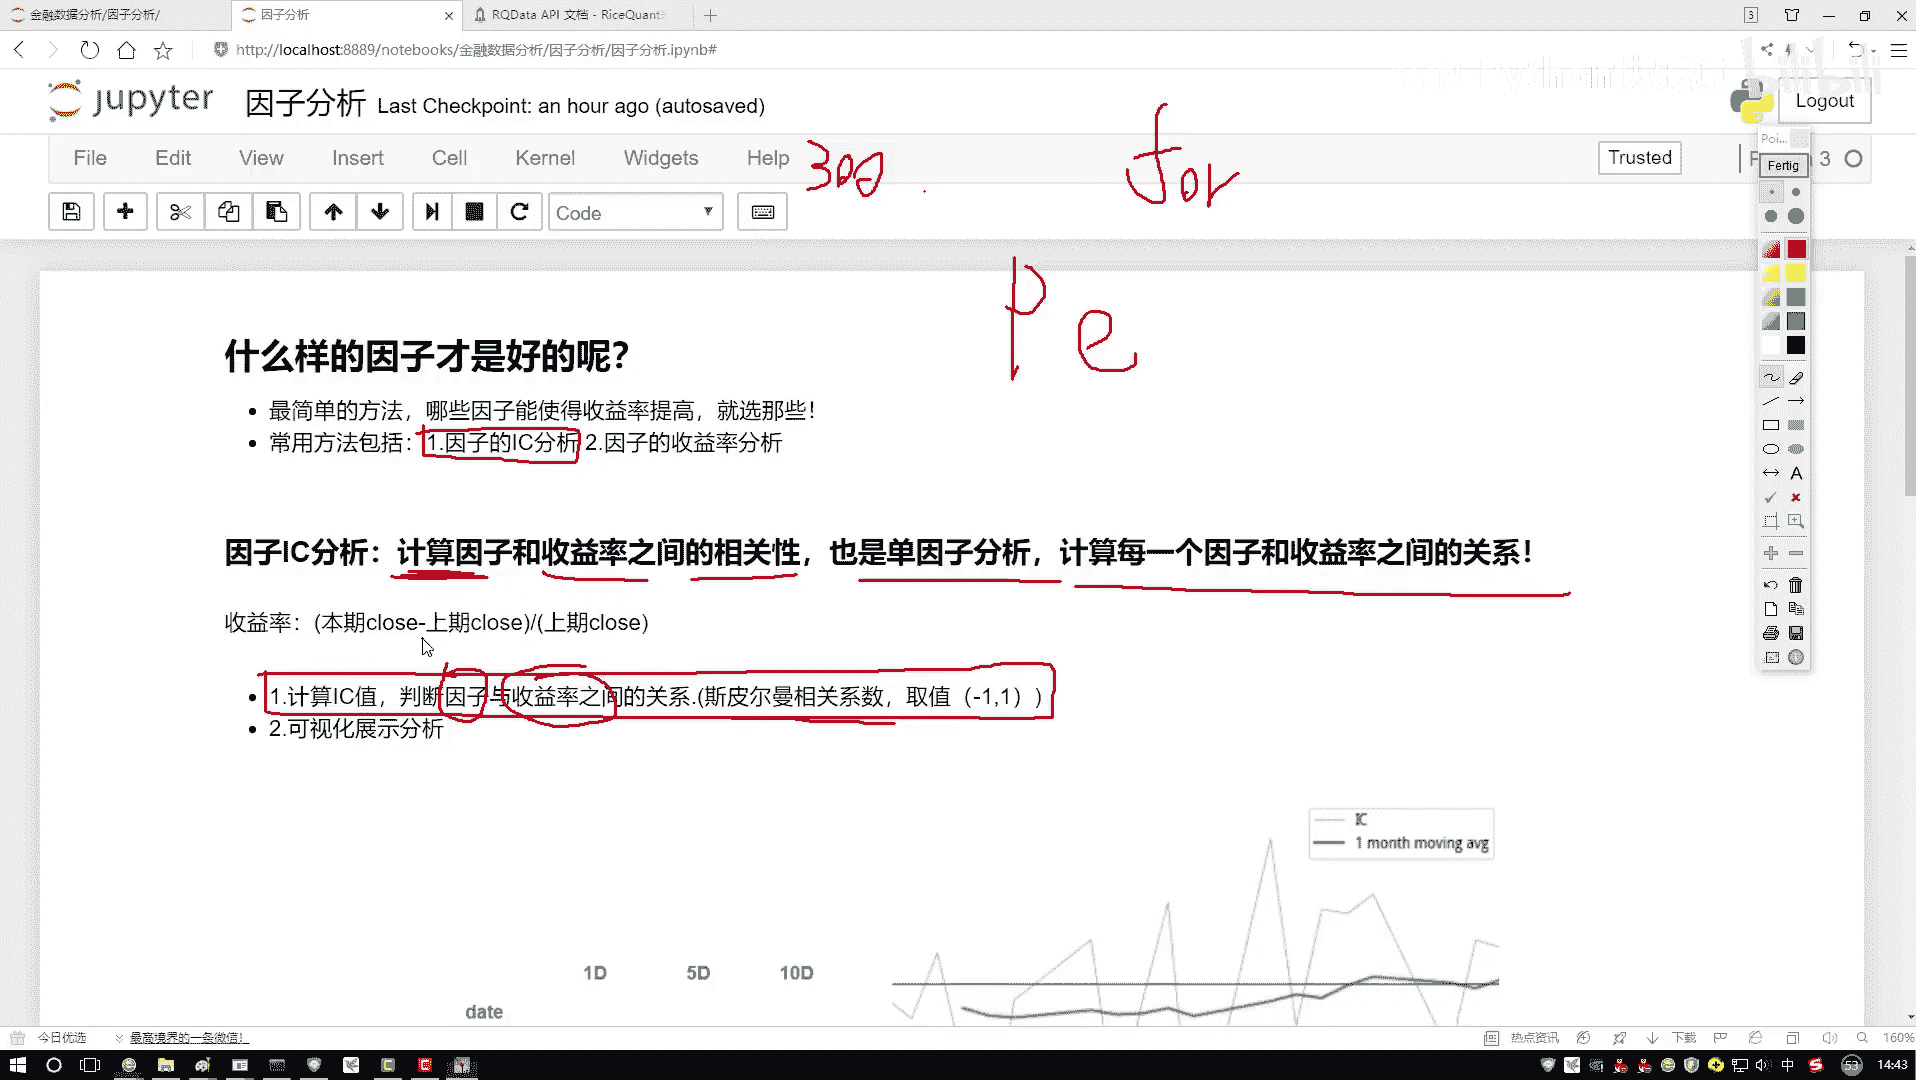 金融数据分析/因子分析/
因子分析
RQData API 文档 - RiceQuant
3
http://localhost:8889/notebooks/金融数据分析/因子分析/因子分析.ipynb#
jupyter 因子分析 Last Checkpoint: an hour ago (autosaved)
bilibili
Logout
File Edit View Insert Cell Kernel Widgets Help
300
for
Trusted
3
Poi...
Fertig
Code
Pe
什么样的因子才是好的呢？
最简单的方法，哪些因子能使得收益率提高，就选那些！
常用方法包括：1.因子的IC分析 2.因子的收益率分析
因子IC分析：计算因子和收益率之间的相关性，也是单因子分析，计算每一个因子和收益率之间的关系！
收益率：(本期close-上期close)/(上期close)
1.计算IC值，判断因子与收益率之间的关系.(斯皮尔曼相关系数，取值（-1,1）)
2.可视化展示分析
IC
1 month moving avg
1D 5D 10D
date
今日优选
最高境界的一条微信！
热点资讯
下载
160%
中
53
14:43